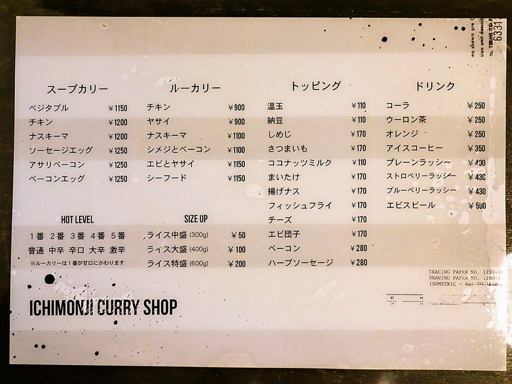 スープカリー
ベジタブル ¥1150
チキン ¥1200
ナスキーマ ¥1200
ソーセージエッグ ¥1250
アサリベーコン ¥1250
ベーコンエッグ ¥1250
ルーカリー
チキン ¥900
ヤサイ ¥900
ナスキーマ ¥1100
シメジとベーコン ¥1100
エビとヤサイ ¥1150
シーフード ¥1150
トッピング
温玉 ¥110
納豆 ¥110
しめじ ¥170
さつまいも ¥170
ココナッツミルク ¥110
まいたけ ¥170
揚げナス ¥170
フィッシュフライ ¥170
チーズ ¥170
エビ団子 ¥170
ベーコン ¥280
ハーブソーセージ ¥280
ドリンク
コーラ ¥250
ウーロン茶 ¥250
オレンジ ¥250
アイスコーヒー ¥350
プレーンラッシー ¥400
ストロベリーラッシー ¥430
ブルーベリーラッシー ¥430
エビスビール ¥500
HOT LEVEL
1番 2番 3番 4番 5番
普通 中辛 辛口 大辛 激辛
※ルーカリーは1番が甘口にかわります
SIZE UP
ライス中盛 (300g) ¥50
ライス大盛 (400g) ¥100
ライス特盛 (600g) ¥200
ICHIMONJI CURRY SHOP
TRACING PAPER NO.
DRAWING PAPER NO.
ISOMETRIC